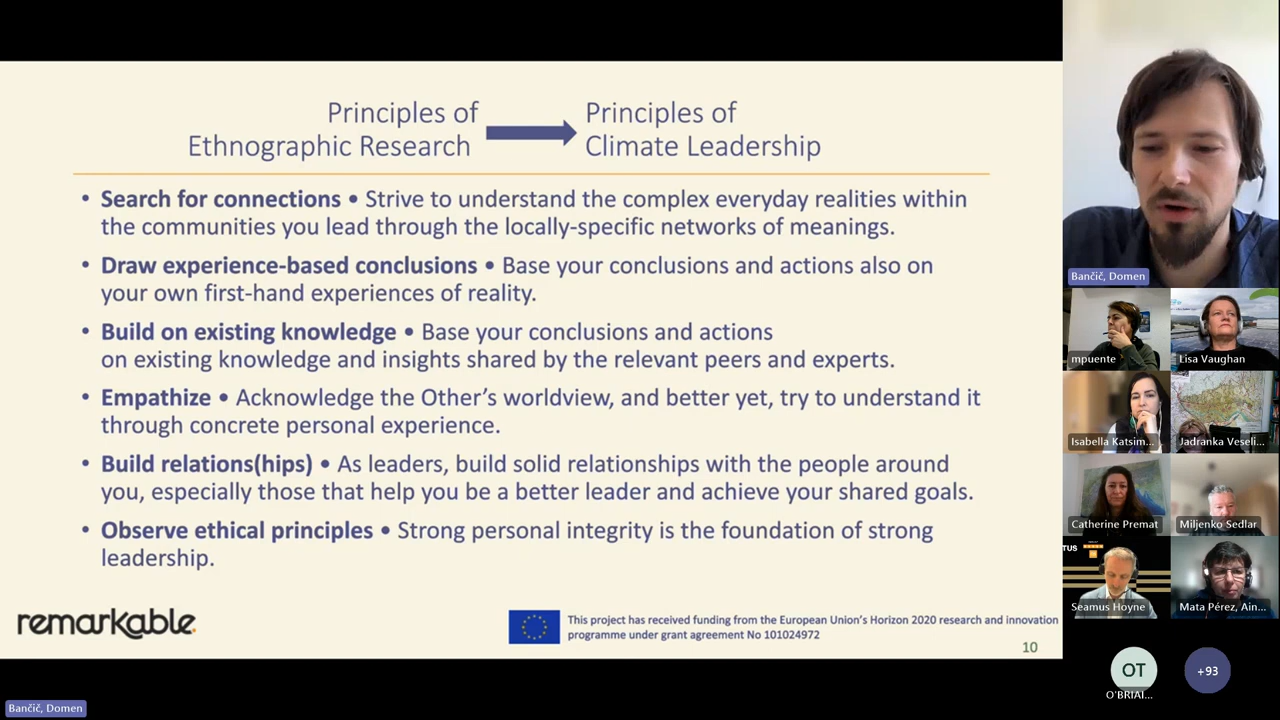 Principles of
Ethnographic Research
Principles of
Climate Leadership
• Search for connections • Strive to understand the complex everyday realities within
the communities you lead through the locally-specific networks of meanings.
• Draw experience-based conclusions • Base your conclusions and actions also on
your own first-hand experiences of reality.
• Build on existing knowledge • Base your conclusions and actions
on existing knowledge and insights shared by the relevant peers and experts.
• Empathize • Acknowledge the Other’s worldview, and better yet, try to understand it
through concrete personal experience.
• Build relations(hips) • As leaders, build solid relationships with the people around
you, especially those that help you be a better leader and achieve your shared goals.
• Observe ethical principles • Strong personal integrity is the foundation of strong
leadership.
remarkable.
This project has received funding from the European Union’s Horizon 2020 research and innovation
programme under grant agreement No 101024972
10
Bančič, Domen
Bančič, Domen
mpuente
Lisa Vaughan
Isabella Katsim...
Jadranka Veseli...
Catherine Premat
Miljenko Sedlar
TUS
Seamus Hoyne
Mata Pérez, Ain...
OT
O'BRIAI...
+93